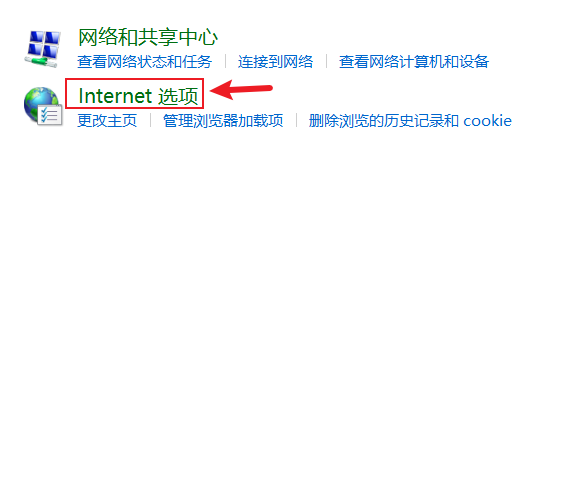 网络和共享中心
查看网络状态和任务 | 连接到网络 | 查看网络计算机和设备
Internet 选项
更改主页 | 管理浏览器加载项 | 删除浏览的历史记录和 cookie